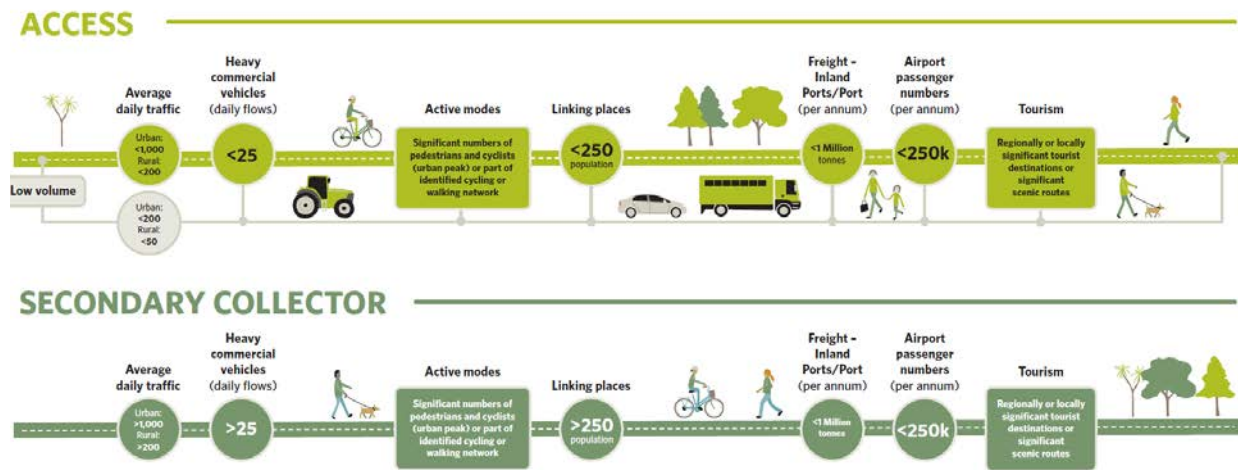 ACCESS
Average
daily traffic
Heavy
commercial
vehicles
(daily flows)
Active modes
Linking places
Freight –
Inland
Ports/Port
(per annum)
Airport
passenger
numbers
(per annum)
Tourism
Urban:
<1,000
Rural:
<200
<25
Significant numbers of
pedestrians and cyclists
(urban peak) or part of
identified cycling or
walking network
<250
population
<1 Million
tonnes
<250k
Regionally or locally
significant tourist
destinations or
significant
scenic routes
Low volume
Urban:
<200
Rural:
<50
SECONDARY COLLECTOR
Average
daily traffic
Heavy
commercial
vehicles
(daily flows)
Active modes
Linking places
Freight –
Inland
Ports/Port
(per annum)
Airport
passenger
numbers
(per annum)
Tourism
Urban:
>1,000
Rural:
>200
>25
Significant numbers of
pedestrians and cyclists
(urban peak) or part of
identified cycling or
walking network
>250
population
<1 Million
tonnes
<250k
Regionally or locally
significant tourist
destinations or
significant
scenic routes